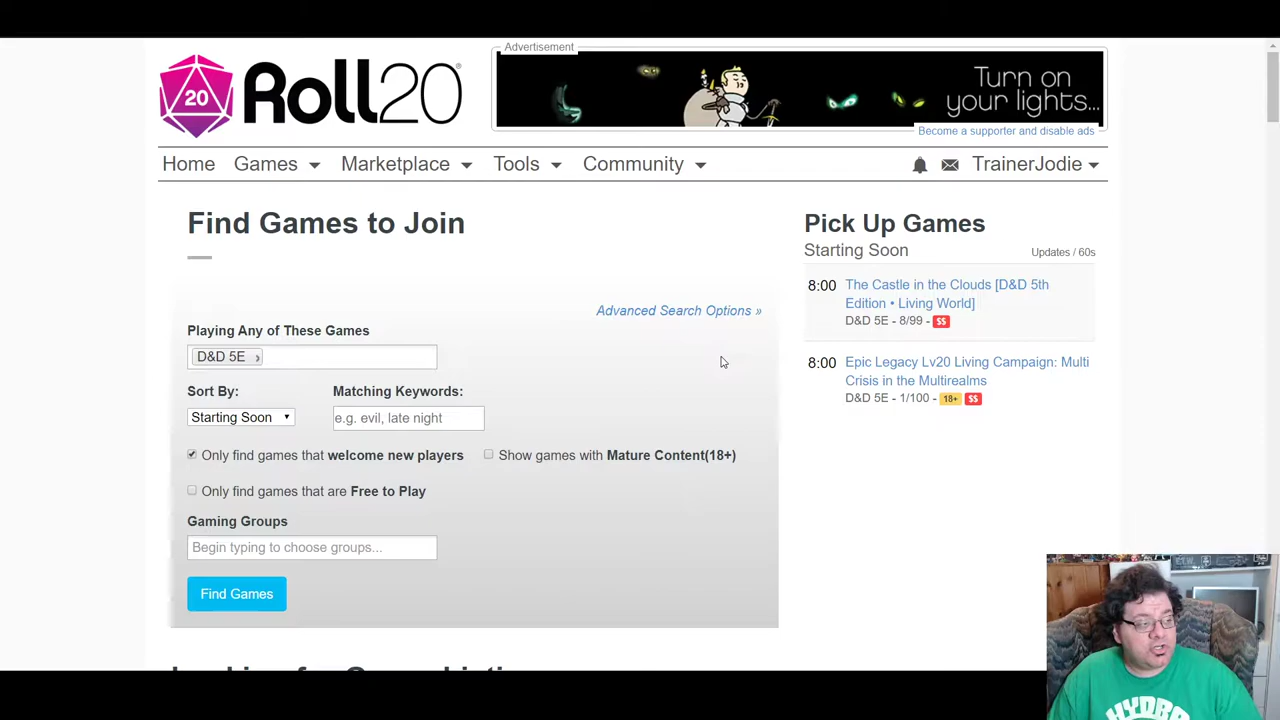 Advertisement
20
Roll20®
Turn on
your lights...
Become a supporter and disable ads
Home Games Marketplace Tools Community TrainerJodie
Find Games to Join
Advanced Search Options »
Playing Any of These Games
D&D 5E ›
Sort By: Matching Keywords:
Starting Soon e.g. evil, late night
Only find games that welcome new players Show games with Mature Content(18+)
Only find games that are Free to Play
Gaming Groups
Begin typing to choose groups...
Find Games
Pick Up Games
Starting Soon Updates / 60s
8:00 The Castle in the Clouds [D&D 5th
Edition • Living World]
D&D 5E - 8/99 - $$
8:00 Epic Legacy Lv20 Living Campaign: Multi
Crisis in the Multirealms
D&D 5E - 1/100 - 18+ $$